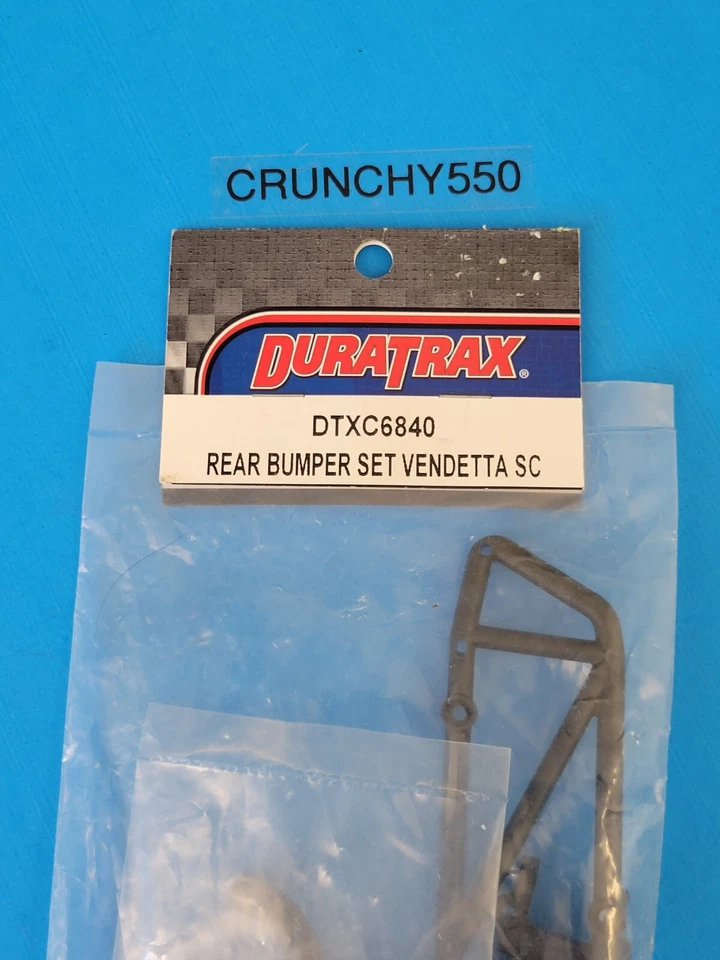 CRUNCHY550
DURATRAX®
DTXC6840
REAR BUMPER SET VENDETTA SC